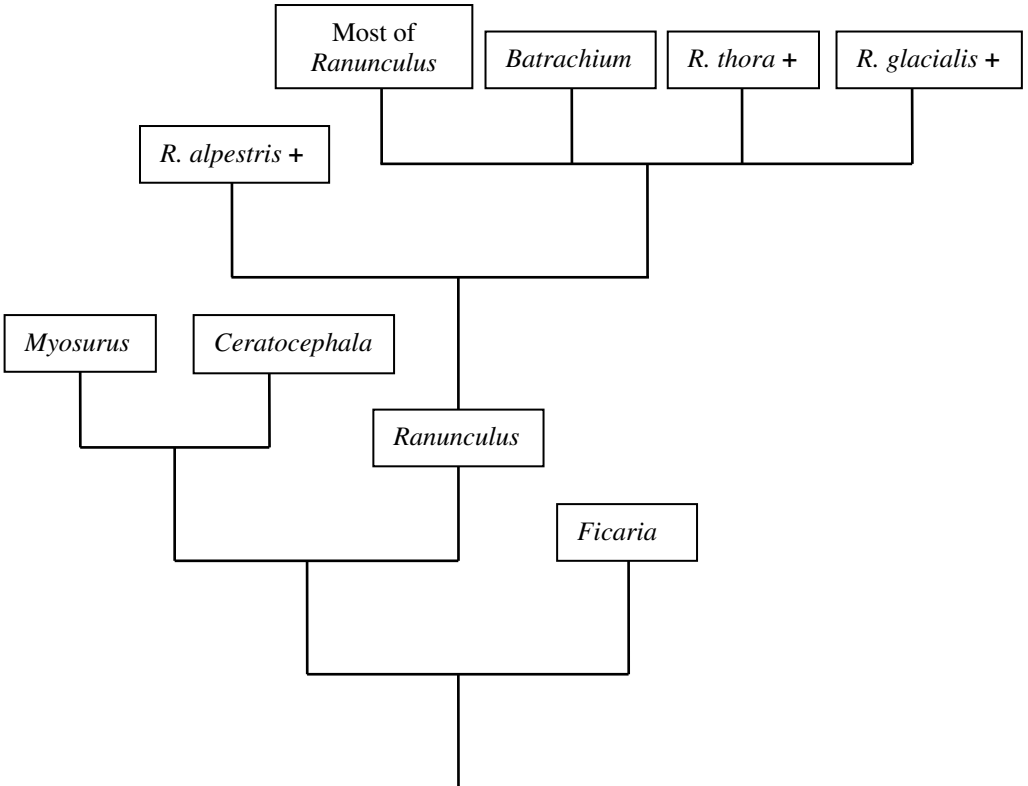 Most of
Ranunculus
Batrachium
R. thora +
R. glacialis +
R. alpestris +
Myosurus
Ceratocephala
Ranunculus
Ficaria